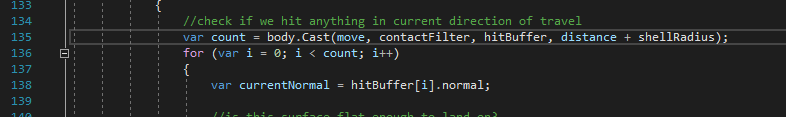 133 {
134 //check if we hit anything in current direction of travel
135 var count = body.Cast(move, contactFilter, hitBuffer, distance + shellRadius);
136 for (var i = 0; i < count; i++)
137 {
138 var currentNormal = hitBuffer[i].normal;
139
140 //is this surface flat enough to land on?